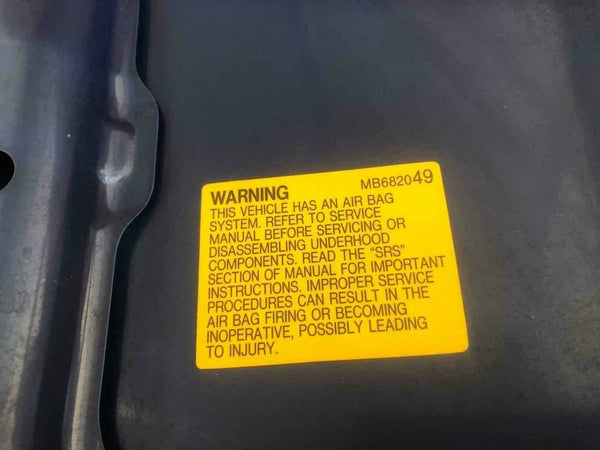 WARNING MB682049
THIS VEHICLE HAS AN AIR BAG
SYSTEM. REFER TO SERVICE
MANUAL BEFORE SERVICING OR
DISASSEMBLING UNDERHOOD
COMPONENTS. READ THE "SRS"
SECTION OF MANUAL FOR IMPORTANT
INSTRUCTIONS. IMPROPER SERVICE
PROCEDURES CAN RESULT IN THE
AIR BAG FIRING OR BECOMING
INOPERATIVE, POSSIBLY LEADING
TO INJURY.